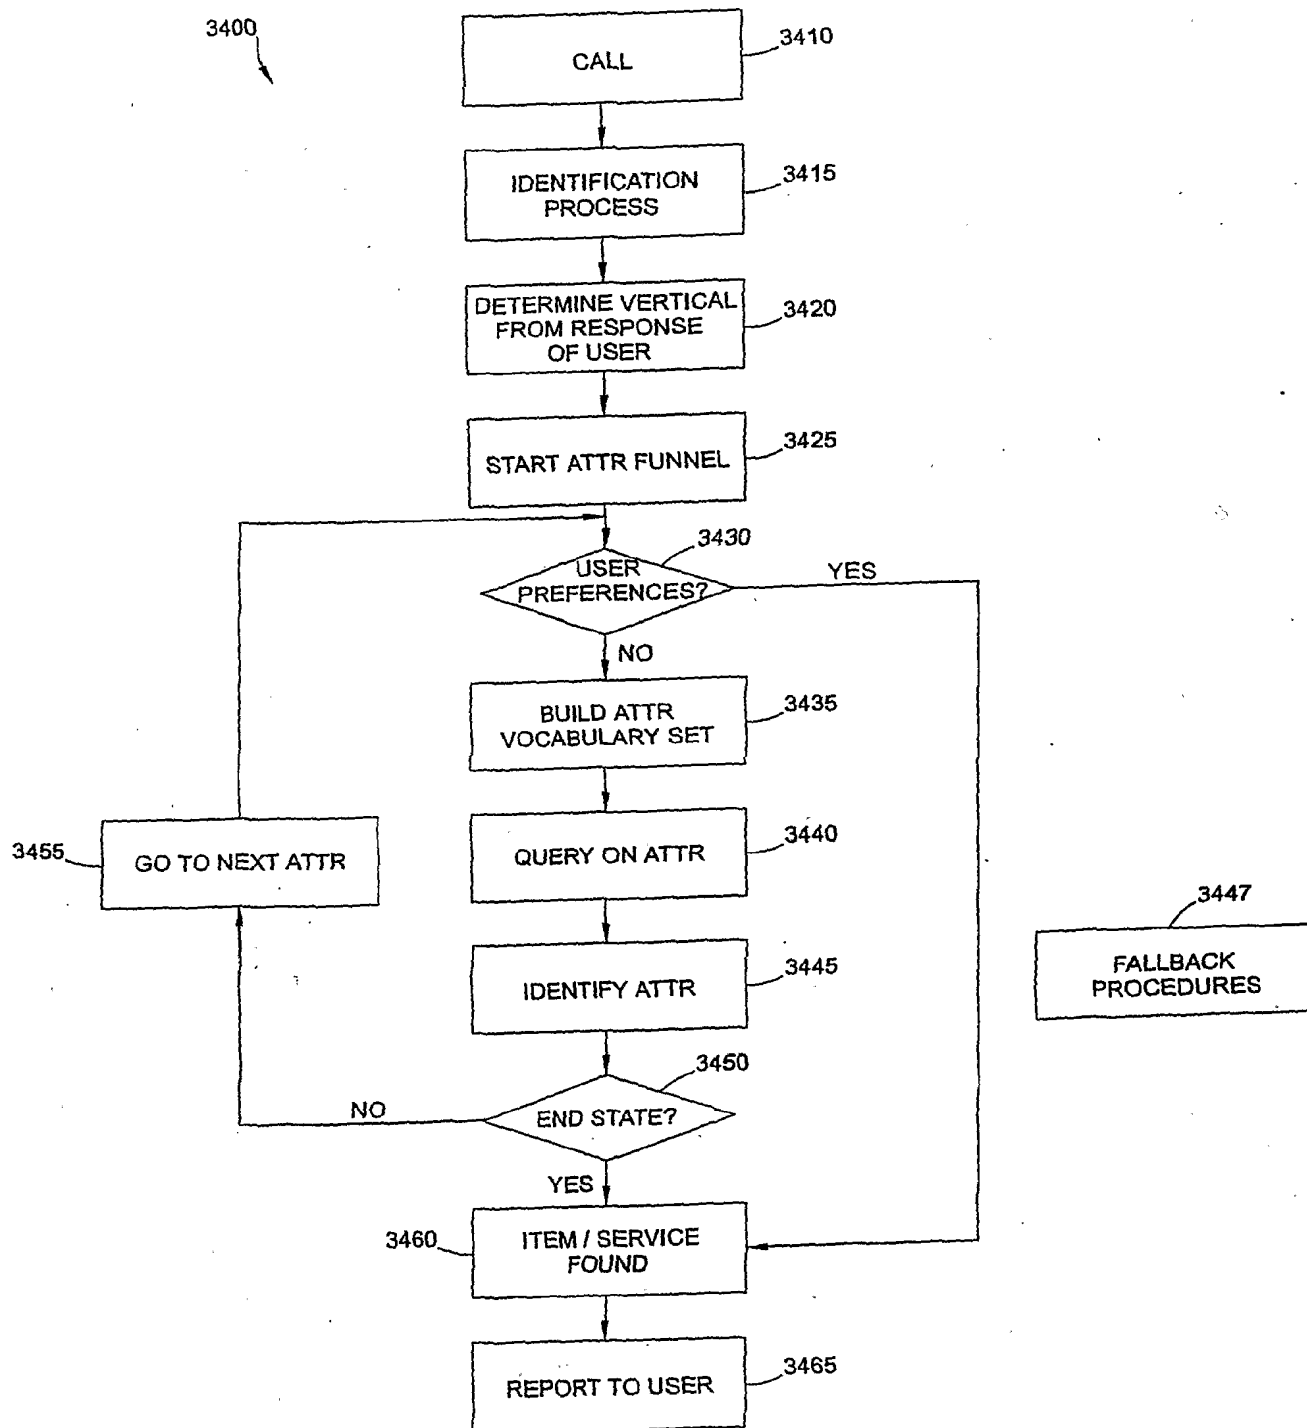 3400
CALL
3410
IDENTIFICATION
PROCESS
3415
DETERMINE VERTICAL
FROM RESPONSE
OF USER
3420
START ATTR FUNNEL
3425
USER
PREFERENCES?
3430
YES
NO
BUILD ATTR
VOCABULARY SET
3435
QUERY ON ATTR
3440
3455
GO TO NEXT ATTR
IDENTIFY ATTR
3445
3447
FALLBACK
PROCEDURES
END STATE?
3450
NO
YES
3460
ITEM / SERVICE
FOUND
REPORT TO USER
3465